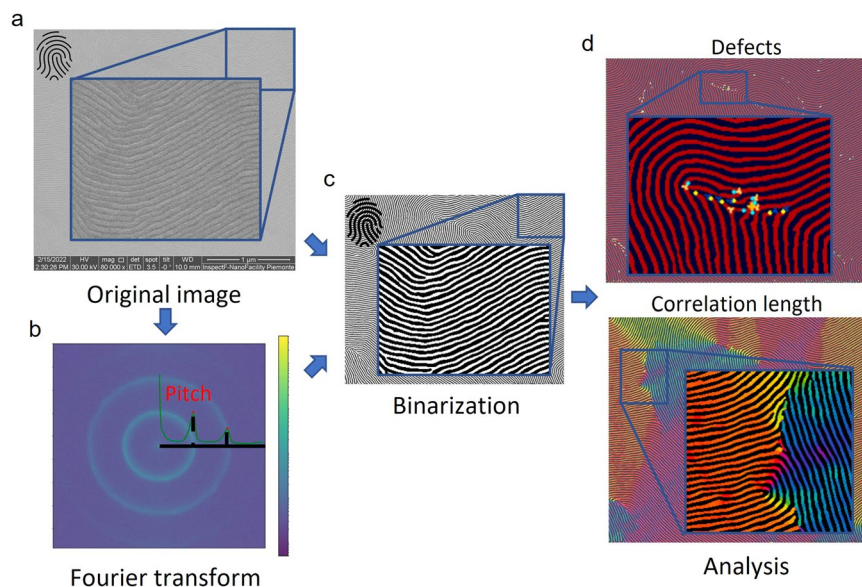 a
2/15/2022 HV mag □ det spot tilt WD 1 µm
2:30:26 PM 30.00 kV 80 000 x ETD 3.5 -0 ° 10.0 mm InspectF-NanoFacility Piemonte
Original image
b
Pitch
Fourier transform
c
Binarization
d
Defects
Correlation length
Analysis